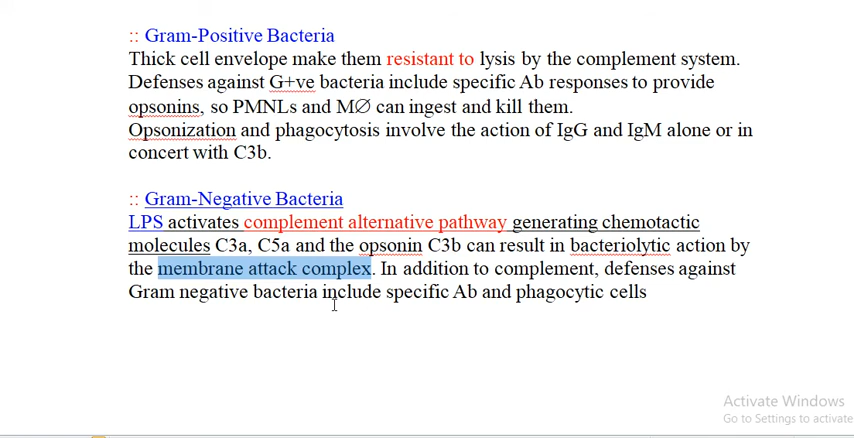 :: Gram-Positive Bacteria
Thick cell envelope make them resistant to lysis by the complement system.
Defenses against G+ve bacteria include specific Ab responses to provide
opsonins, so PMNLs and M∅ can ingest and kill them.
Opsonization and phagocytosis involve the action of IgG and IgM alone or in
concert with C3b.
:: Gram-Negative Bacteria
LPS activates complement alternative pathway generating chemotactic
molecules C3a, C5a and the opsonin C3b can result in bacteriolytic action by
the membrane attack complex. In addition to complement, defenses against
Gram negative bacteria include specific Ab and phagocytic cells
Activate Windows
Go to Settings to activate